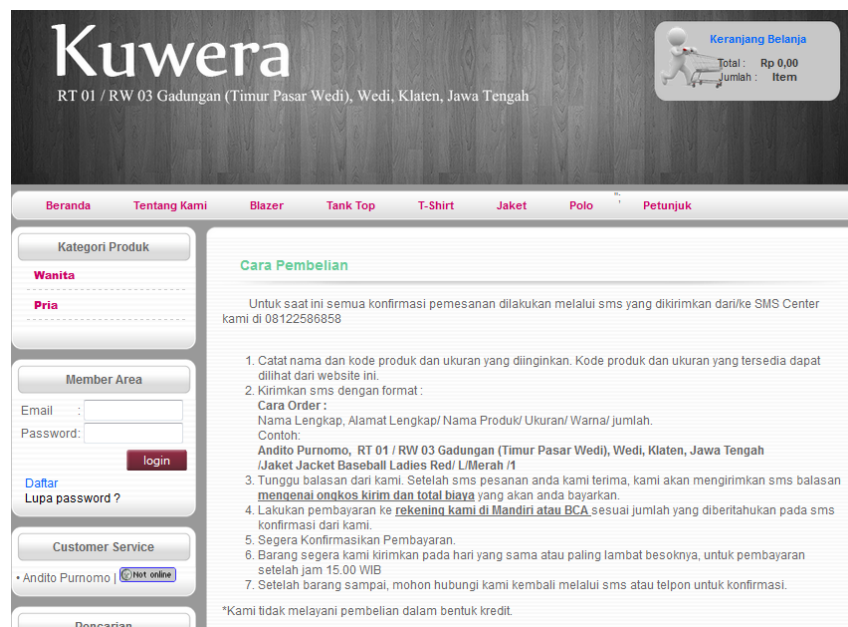 Kuwera
RT 01 / RW 03 Gadungan (Timur Pasar Wedi), Wedi, Klaten, Jawa Tengah
Keranjang Belanja
Total : Rp 0,00
Jumlah : Item
Beranda Tentang Kami Blazer Tank Top T-Shirt Jaket Polo "; Petunjuk
Kategori Produk
Wanita
Pria
Member Area
Email :
Password:
login
Daftar
Lupa password ?
Customer Service
• Andito Purnomo | Not online
Pencarian
Cara Pembelian
Untuk saat ini semua konfirmasi pemesanan dilakukan melalui sms yang dikirimkan dari/ke SMS Center
kami di 08122586858
1. Catat nama dan kode produk dan ukuran yang diinginkan. Kode produk dan ukuran yang tersedia dapat
dilihat dari website ini.
2. Kirimkan sms dengan format :
Cara Order :
Nama Lengkap, Alamat Lengkap/ Nama Produk/ Ukuran/ Warna/ jumlah.
Contoh:
Andito Purnomo, RT 01 / RW 03 Gadungan (Timur Pasar Wedi), Wedi, Klaten, Jawa Tengah
/Jaket Jacket Baseball Ladies Red/ L/Merah /1
3. Tunggu balasan dari kami. Setelah sms pesanan anda kami terima, kami akan mengirimkan sms balasan
mengenai ongkos kirim dan total biaya yang akan anda bayarkan.
4. Lakukan pembayaran ke rekening kami di Mandiri atau BCA sesuai jumlah yang diberitahukan pada sms
konfirmasi dari kami.
5. Segera Konfirmasikan Pembayaran.
6. Barang segera kami kirimkan pada hari yang sama atau paling lambat besoknya, untuk pembayaran
setelah jam 15.00 WIB
7. Setelah barang sampai, mohon hubungi kami kembali melalui sms atau telpon untuk konfirmasi.
*Kami tidak melayani pembelian dalam bentuk kredit.